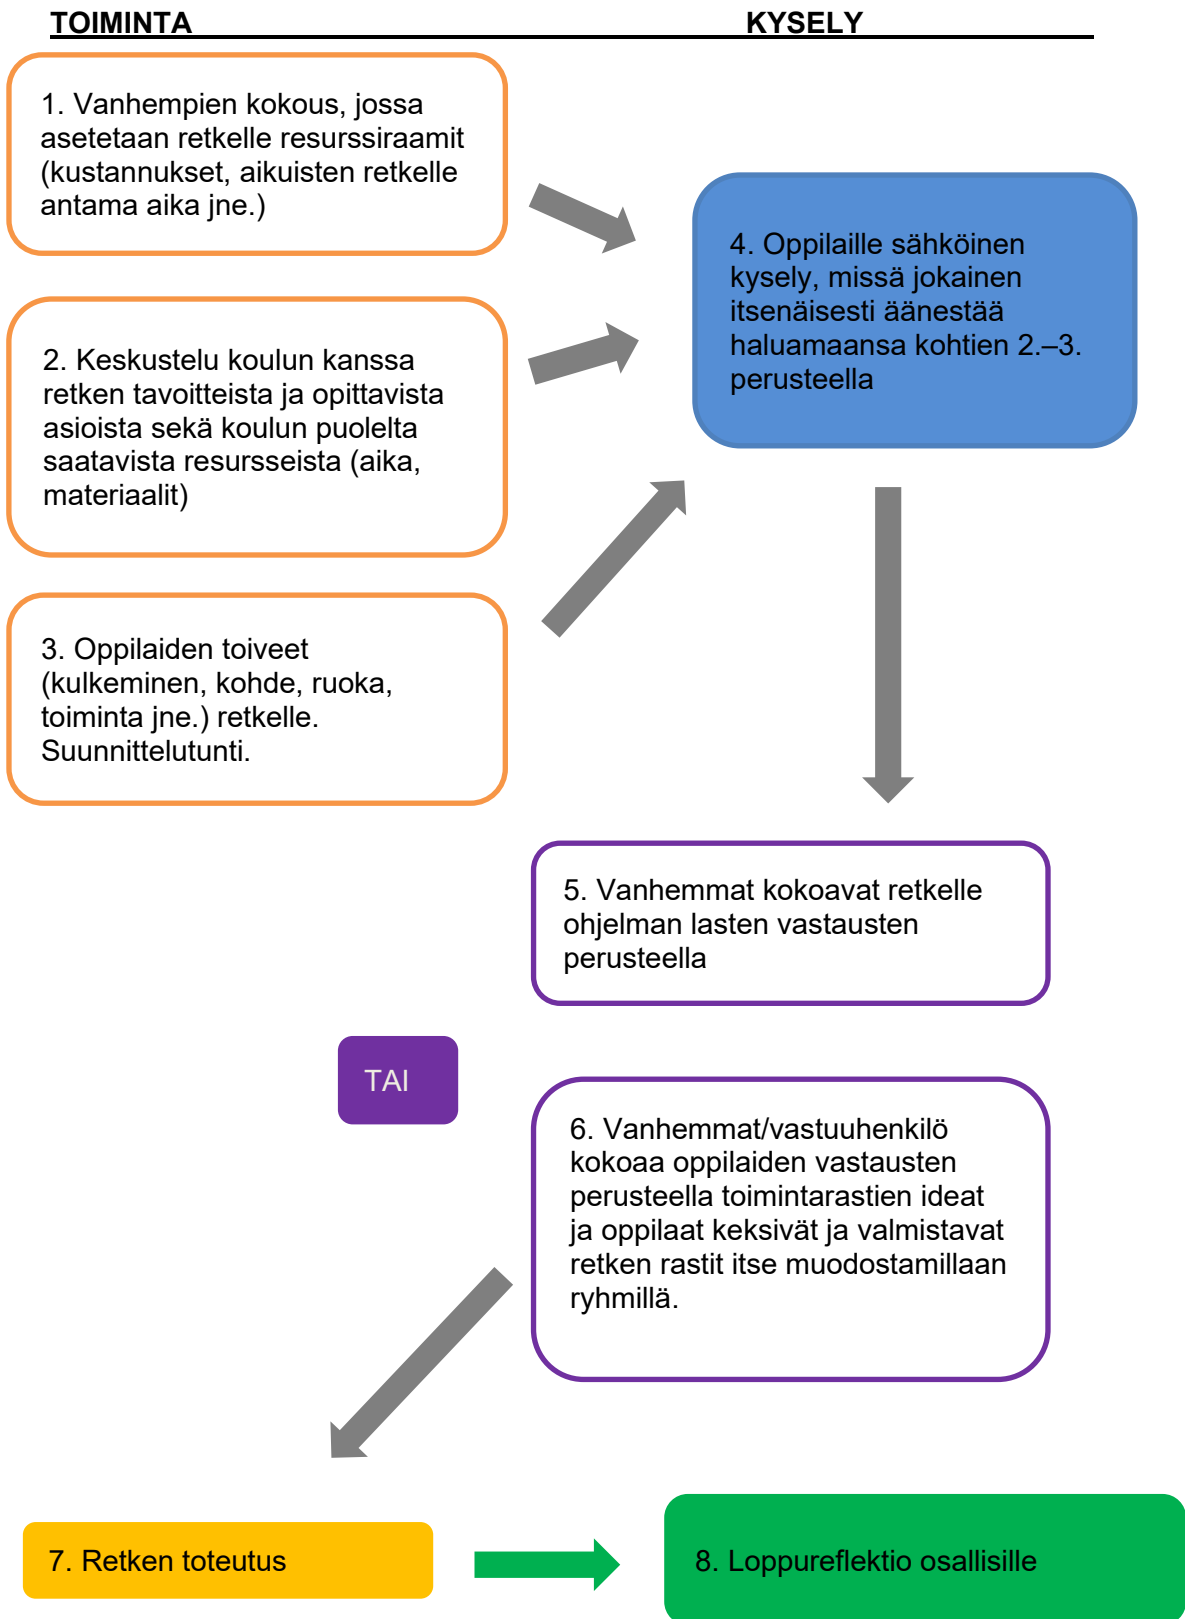 TOIMINTA KYSELY
1. Vanhempien kokous, jossa
asetetaan retkelle resurssiraamit
(kustannukset, aikuisten retkelle
antama aika jne.)
2. Keskustelu koulun kanssa
retken tavoitteista ja opittavista
asioista sekä koulun puolelta
saatavista resursseista (aika,
materiaalit)
3. Oppilaiden toiveet
(kulkeminen, kohde, ruoka,
toiminta jne.) retkelle.
Suunnittelutunti.
4. Oppilaille sähköinen
kysely, missä jokainen
itsenäisesti äänestää
haluamaansa kohtien 2.–3.
perusteella
5. Vanhemmat kokoavat retkelle
ohjelman lasten vastausten
perusteella
TAI
6. Vanhemmat/vastuuhenkilö
kokoaa oppilaiden vastausten
perusteella toimintarastien ideat
ja oppilaat keksivät ja valmistavat
retken rastit itse muodostamillaan
ryhmillä.
7. Retken toteutus
8. Loppureflektio osallisille